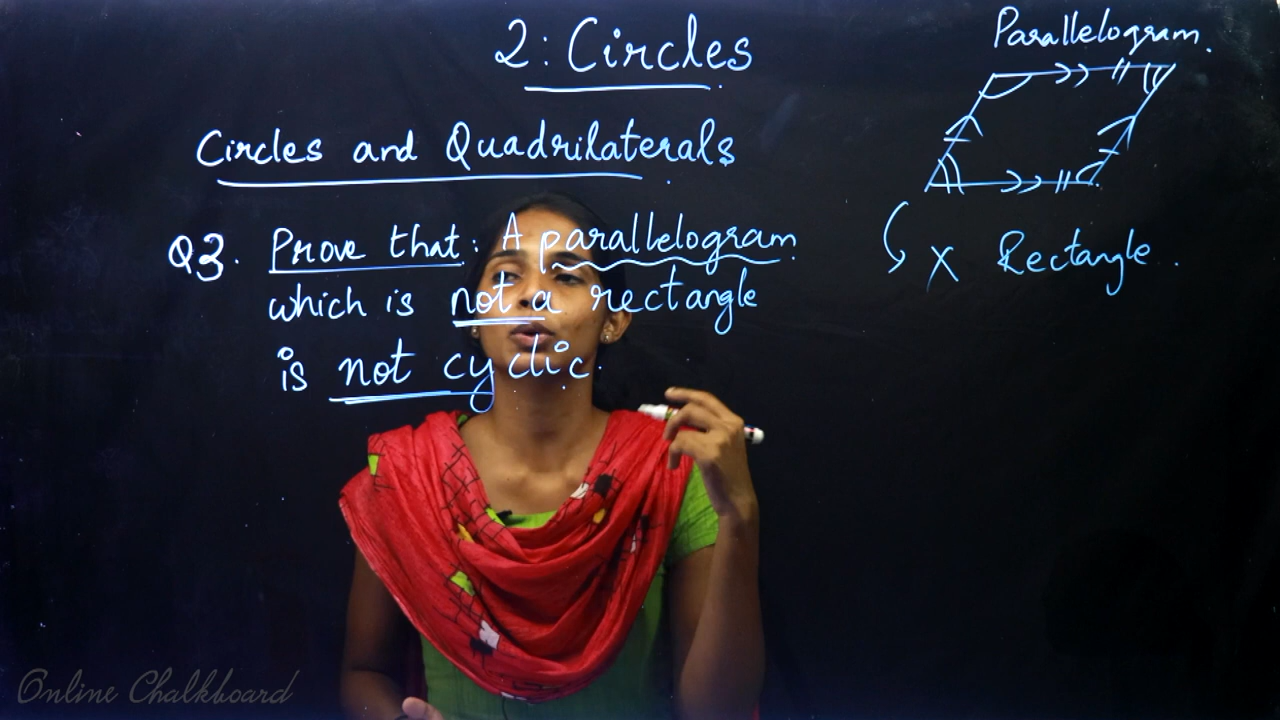 2: Circles
Parallelogram.
Circles and Quadrilaterals
Q3. Prove that: A parallelogram
which is not a rectangle
is not cyclic.
X Rectangle.
Online Chalkboard